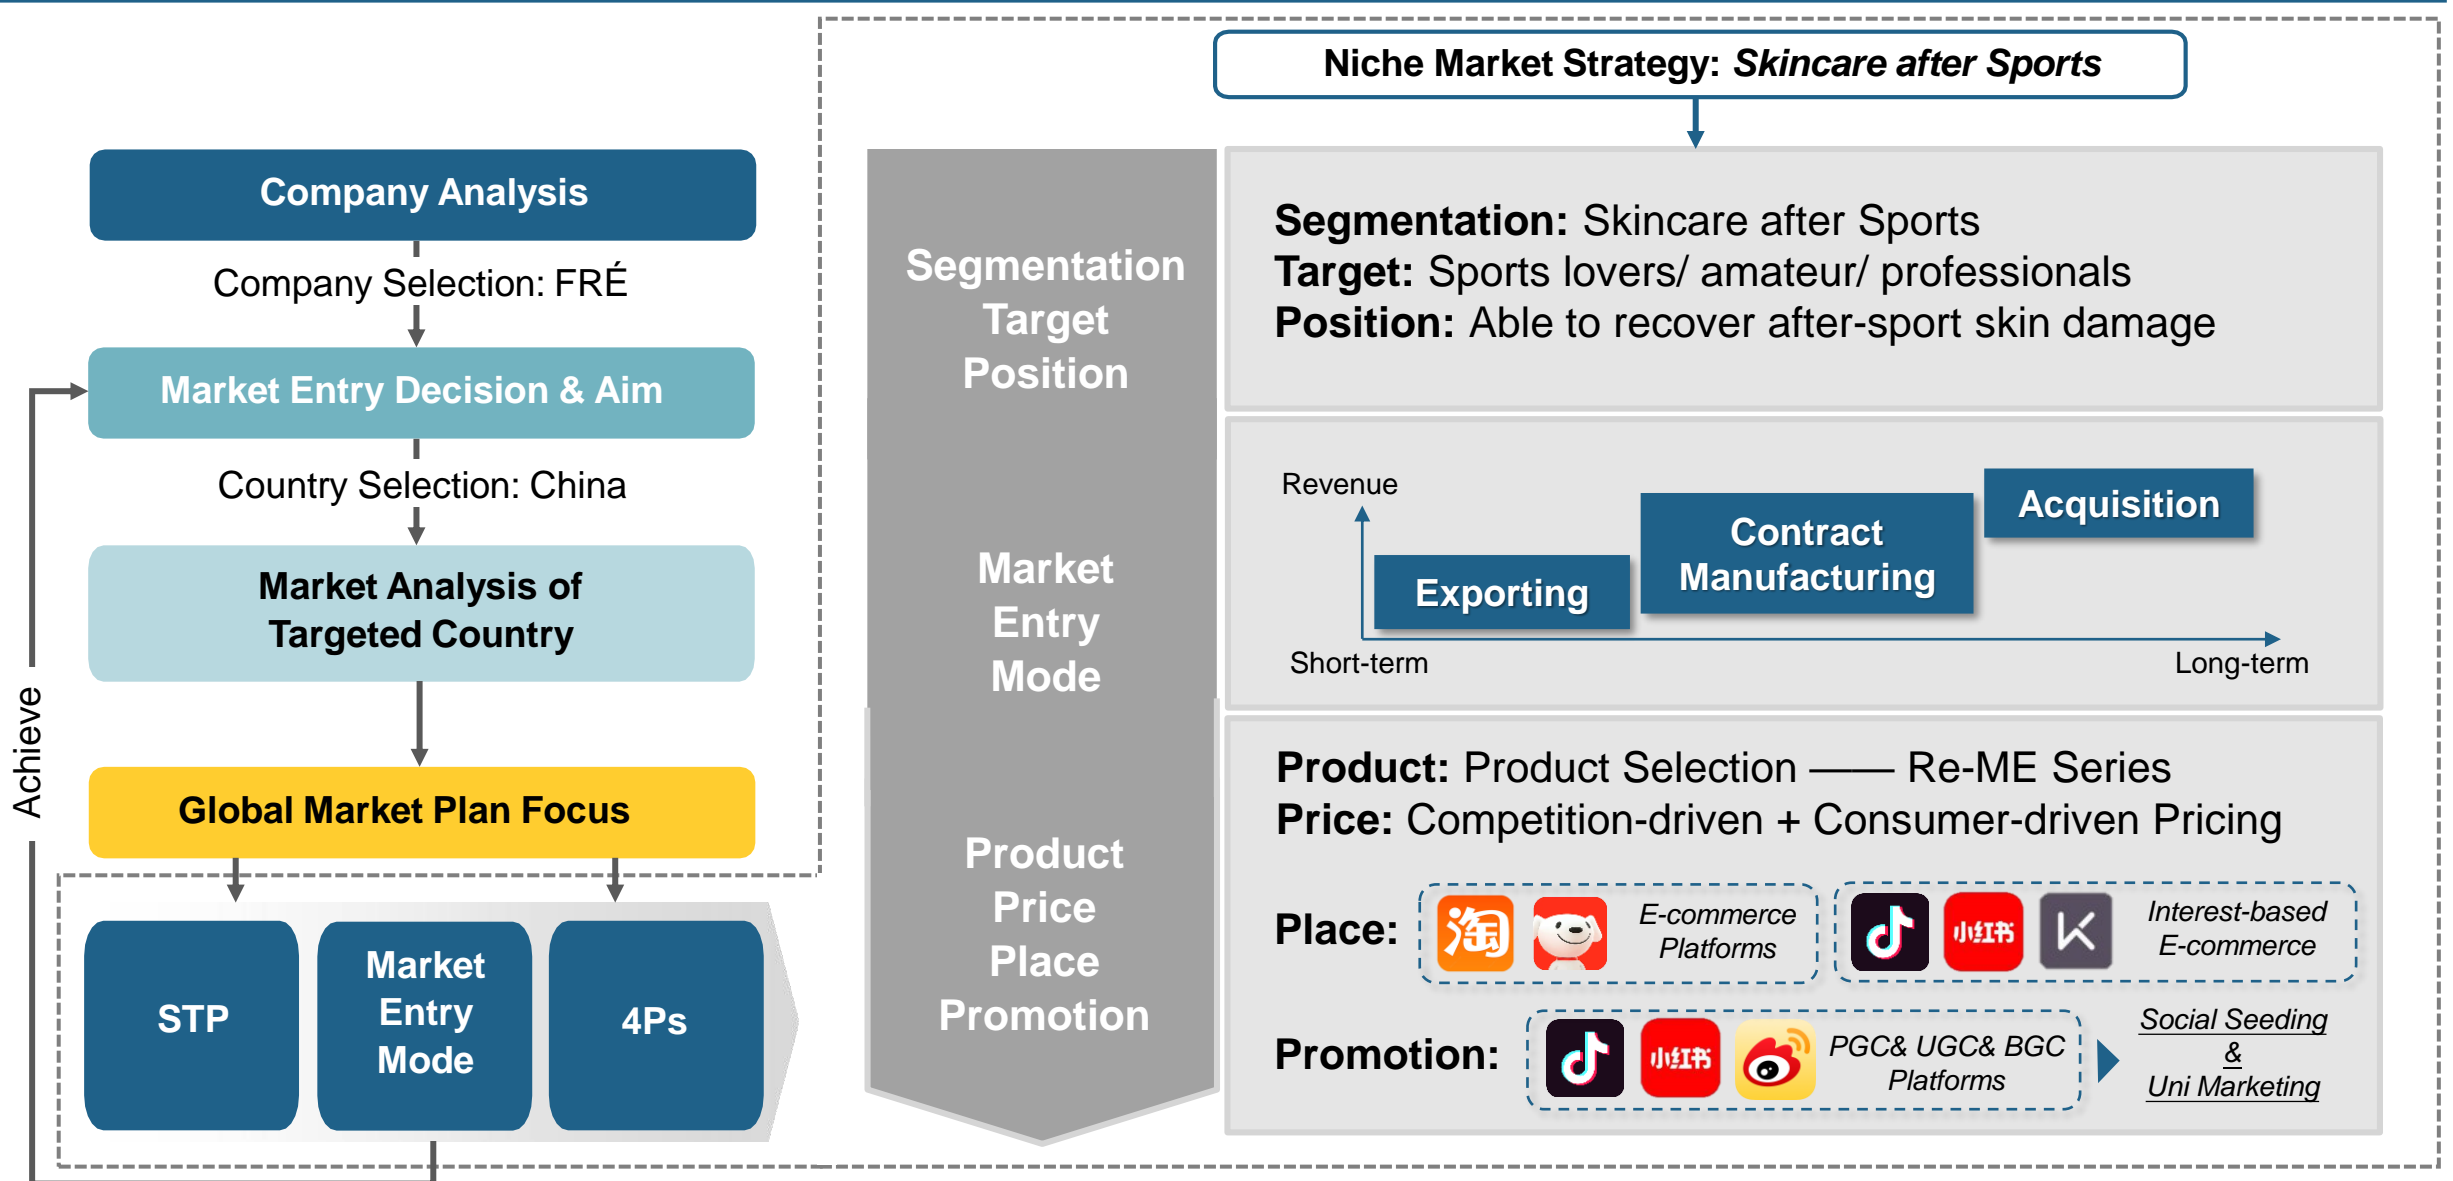 Niche Market Strategy: Skincare after Sports
Company Analysis
Company Selection: FRÉ
Market Entry Decision & Aim
Country Selection: China
Market Analysis of
Targeted Country
Global Market Plan Focus
Achieve
STP
Market
Entry
Mode
4Ps
Segmentation
Target
Position
Market
Entry
Mode
Product
Price
Place
Promotion
Segmentation: Skincare after Sports
Target: Sports lovers/ amateur/ professionals
Position: Able to recover after-sport skin damage
Revenue
Exporting
Contract
Manufacturing
Acquisition
Short-term
Long-term
Product: Product Selection —— Re-ME Series
Price: Competition-driven + Consumer-driven Pricing
Place:
淘
E-commerce
Platforms
小红书
Interest-based
E-commerce
Promotion:
小红书
PGC& UGC& BGC
Platforms
Social Seeding
&
Uni Marketing